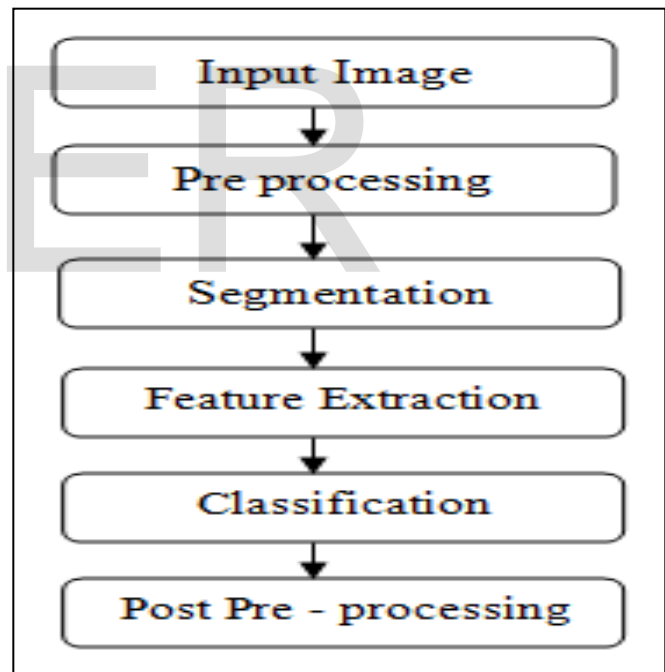 ER
Input Image
Pre processing
Segmentation
Feature Extraction
Classification
Post Pre - processing